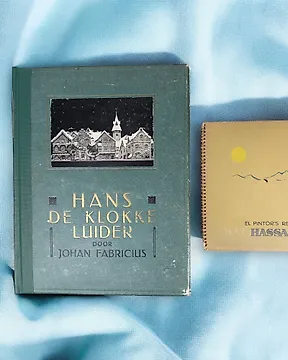 HANS
DE KLOKKE
LUIDER
DOOR
JOHAN FABRICIUS
EL PINTOR'S RE
HASSA